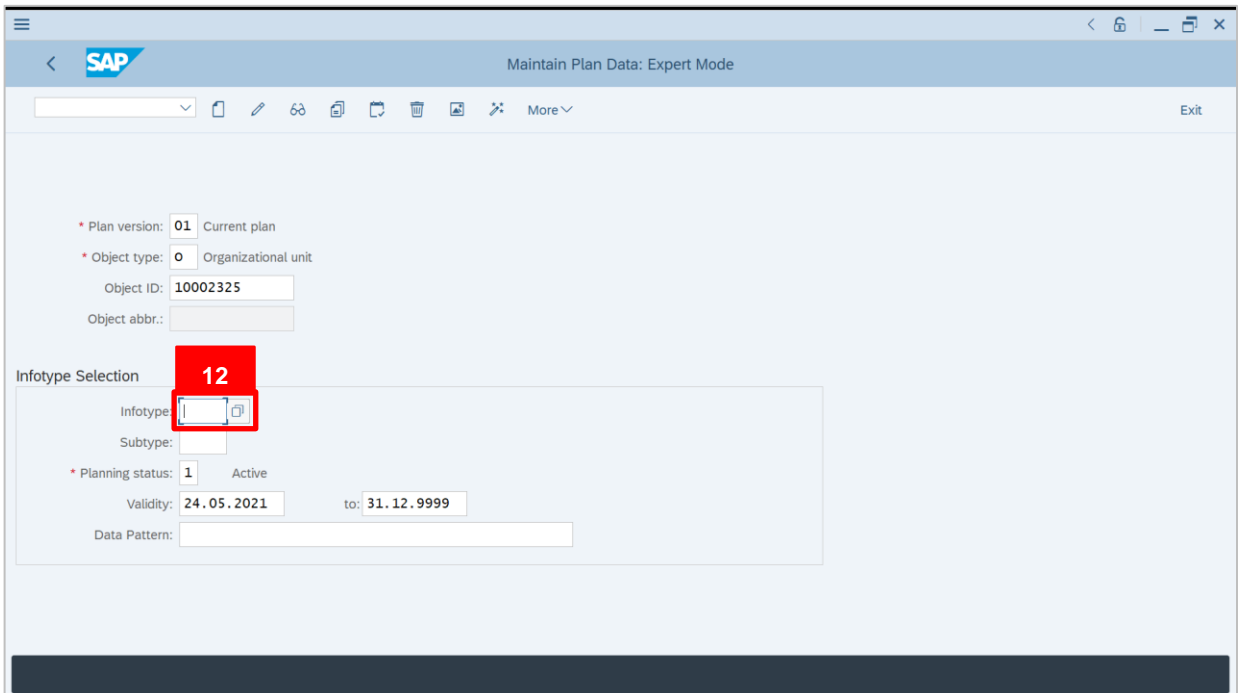 SAP
Maintain Plan Data: Expert Mode
More
Exit
* Plan version: 01 Current plan
* Object type: O Organizational unit
Object ID: 10002325
Object abbr.:
Infotype Selection
12
Infotype:
Subtype:
* Planning status: 1 Active
Validity: 24.05.2021 to: 31.12.9999
Data Pattern: